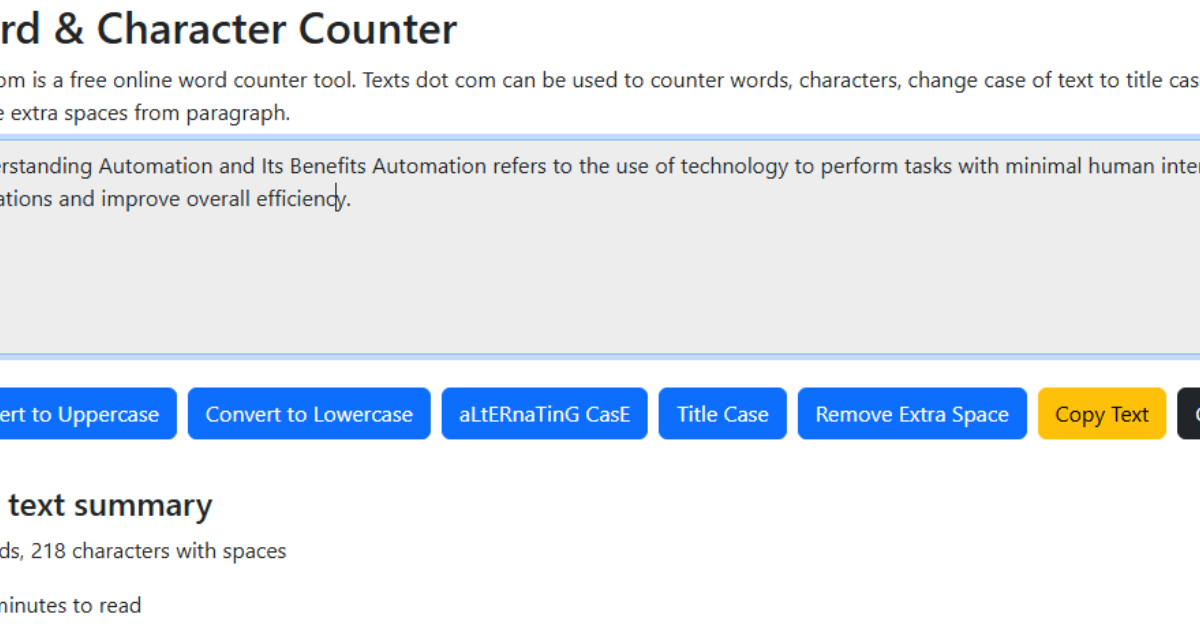 rd & Character Counter
om is a free online word counter tool. Texts dot com can be used to counter words, characters, change case of text to title cas
e extra spaces from paragraph.
erstanding Automation and Its Benefits Automation refers to the use of technology to perform tasks with minimal human inter
ations and improve overall efficiency.
ert to Uppercase
Convert to Lowercase
aLtERnaTinG CasE
Title Case
Remove Extra Space
Copy Text
text summary
ds, 218 characters with spaces
minutes to read